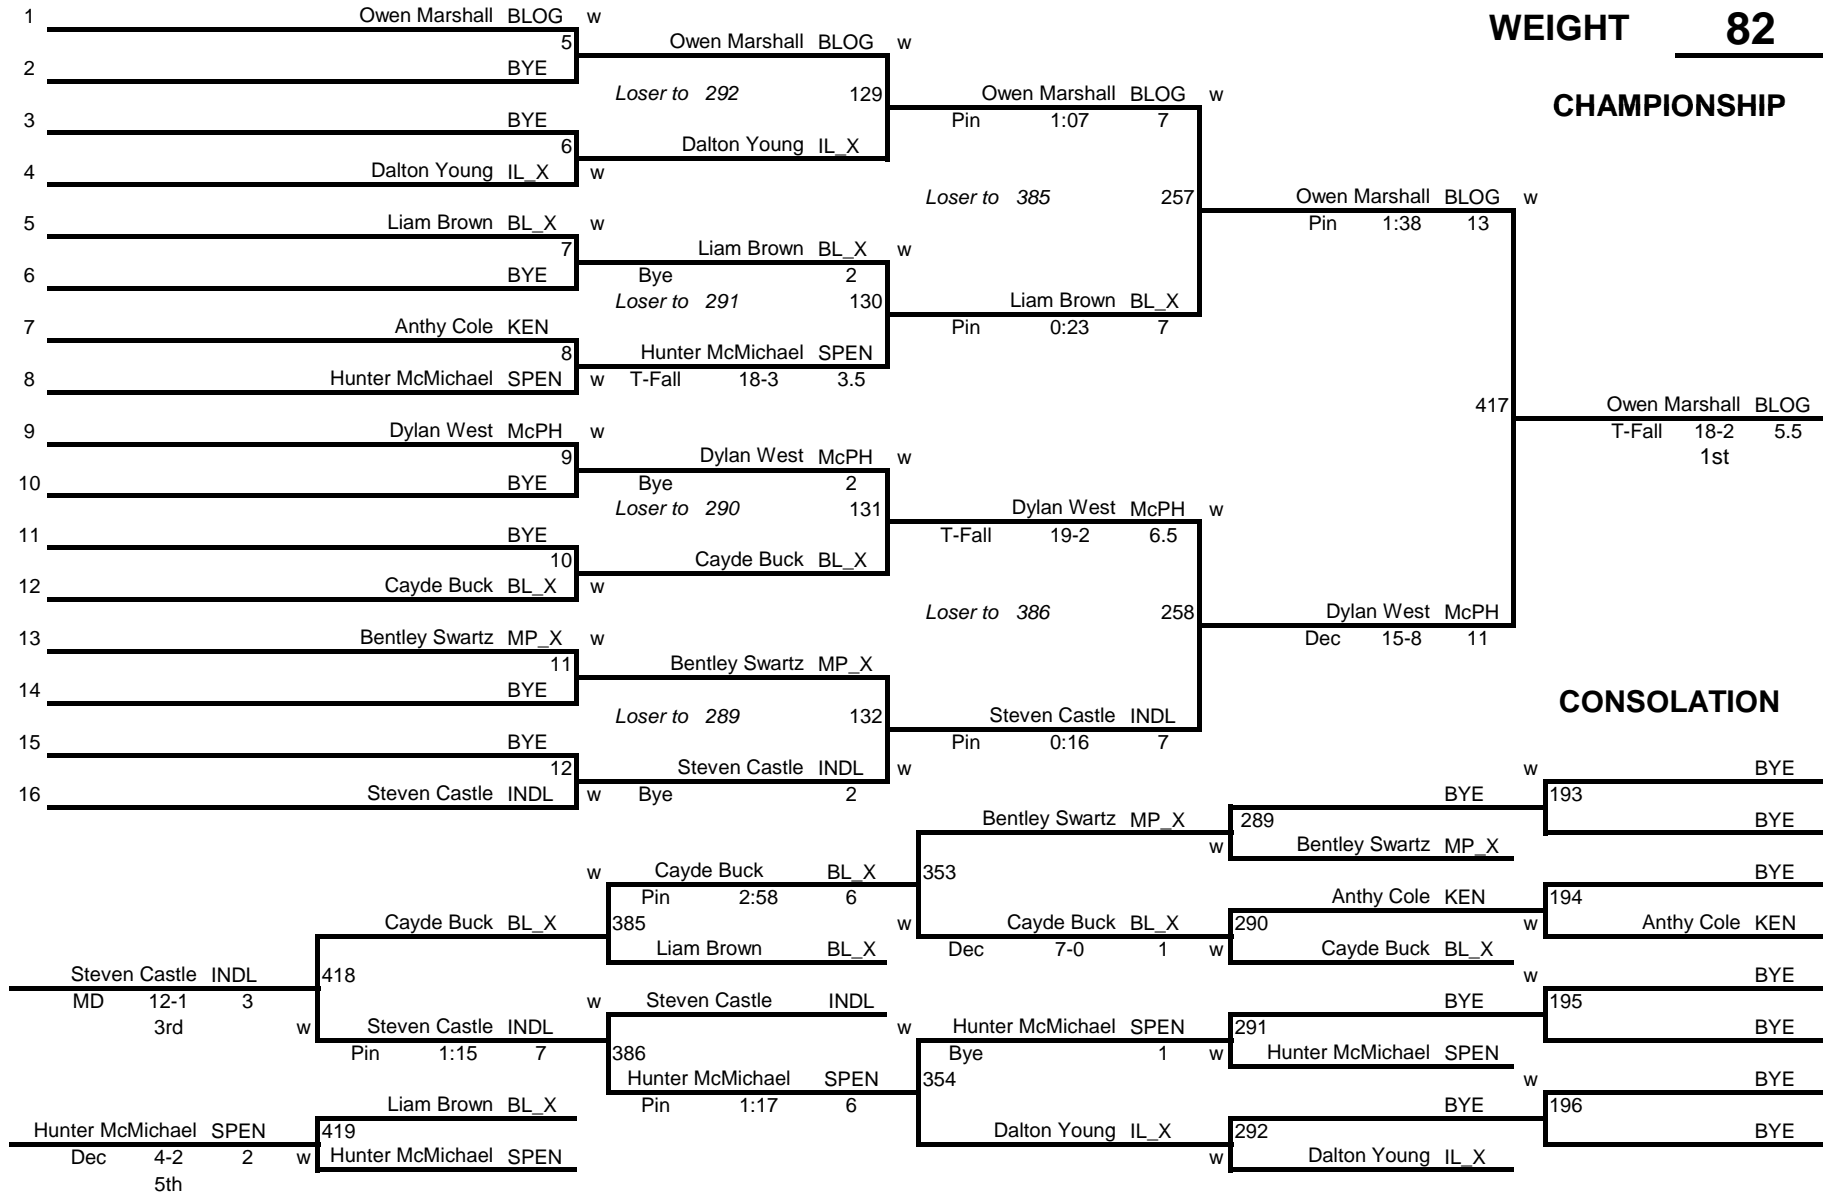 WEIGHT 82
CHAMPIONSHIP
1 Owen Marshall BLOG w
5 Owen Marshall BLOG w
2 BYE
Loser to 292 129 Owen Marshall BLOG w
3 BYE Pin 1:07 7
6 Dalton Young IL_X
4 Dalton Young IL_X w
Loser to 385 257 Owen Marshall BLOG w
5 Liam Brown BL_X w Pin 1:38 13
7 Liam Brown BL_X w
6 BYE Bye 2
Loser to 291 130 Liam Brown BL_X
7 Anthy Cole KEN Pin 0:23 7
8 Hunter McMichael SPEN
8 Hunter McMichael SPEN w T-Fall 18-3 3.5
417 Owen Marshall BLOG
9 Dylan West McPH w T-Fall 18-2 5.5
9 Dylan West McPH w 1st
10 BYE Bye 2
Loser to 290 131 Dylan West McPH w
11 BYE T-Fall 19-2 6.5
10 Cayde Buck BL_X
12 Cayde Buck BL_X w
Loser to 386 258 Dylan West McPH
13 Bentley Swartz MP_X w Dec 15-8 11
11 Bentley Swartz MP_X
14 BYE
Loser to 289 132 Steven Castle INDL
15 BYE Pin 0:16 7
12 Steven Castle INDL w
16 Steven Castle INDL w Bye 2
CONSOLATION
w BYE
BYE 193
Bentley Swartz MP_X 289 BYE
w Bentley Swartz MP_X
w Cayde Buck BL_X 353 BYE
Pin 2:58 6 Anthy Cole KEN 194
Cayde Buck BL_X 385 w Cayde Buck BL_X 290 w Anthy Cole KEN
Liam Brown BL_X Dec 7-0 1 w Cayde Buck BL_X
Steven Castle INDL 418 w BYE
MD 12-1 3 w Steven Castle INDL BYE 195
3rd w Steven Castle INDL w Hunter McMichael SPEN 291 BYE
Pin 1:15 7 386 Bye 1 w Hunter McMichael SPEN
Hunter McMichael SPEN 354 w BYE
Liam Brown BL_X Pin 1:17 6 BYE 196
Hunter McMichael SPEN 419 Dalton Young IL_X 292 BYE
Dec 4-2 2 w Hunter McMichael SPEN w Dalton Young IL_X
5th